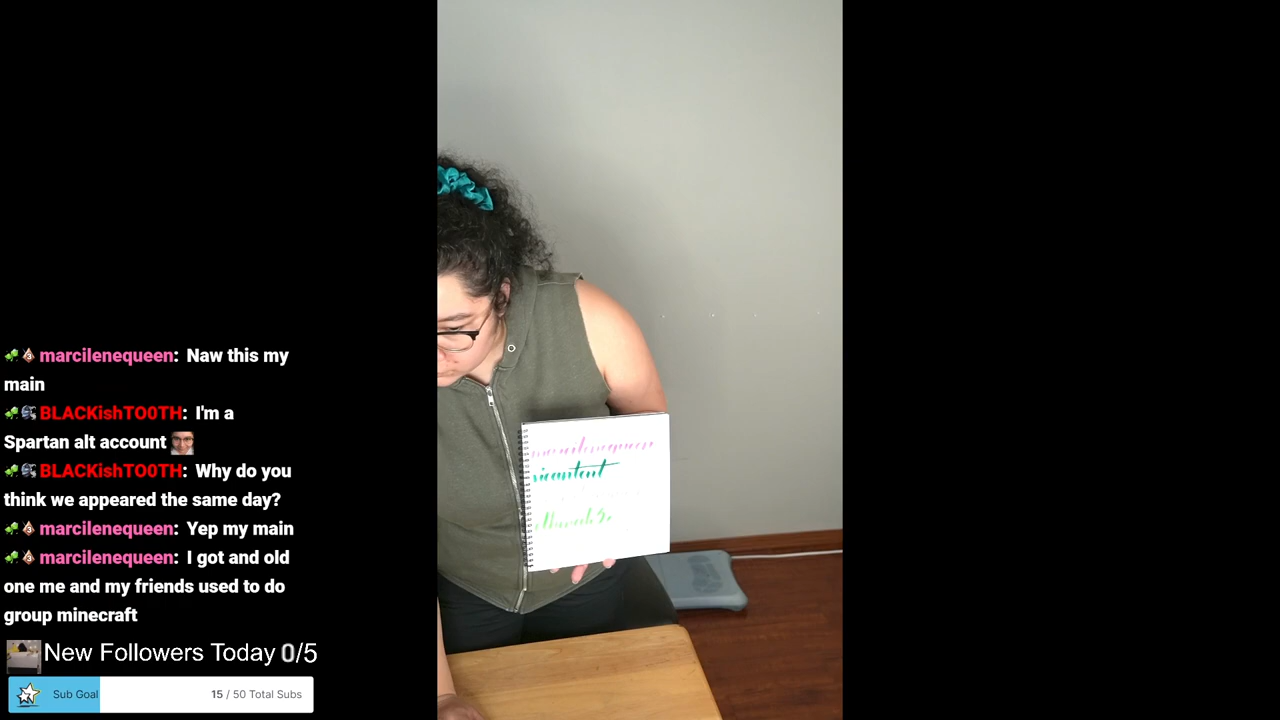 marcilenequeen: Naw this my
main
BLACKishTO0TH: I'm a
Spartan alt account
BLACKishTO0TH: Why do you
think we appeared the same day?
marcilenequeen: Yep my main
marcilenequeen: I got and old
one me and my friends used to do
group minecraft
New Followers Today 0/5
Sub Goal
15 / 50 Total Subs
marcilenequeen